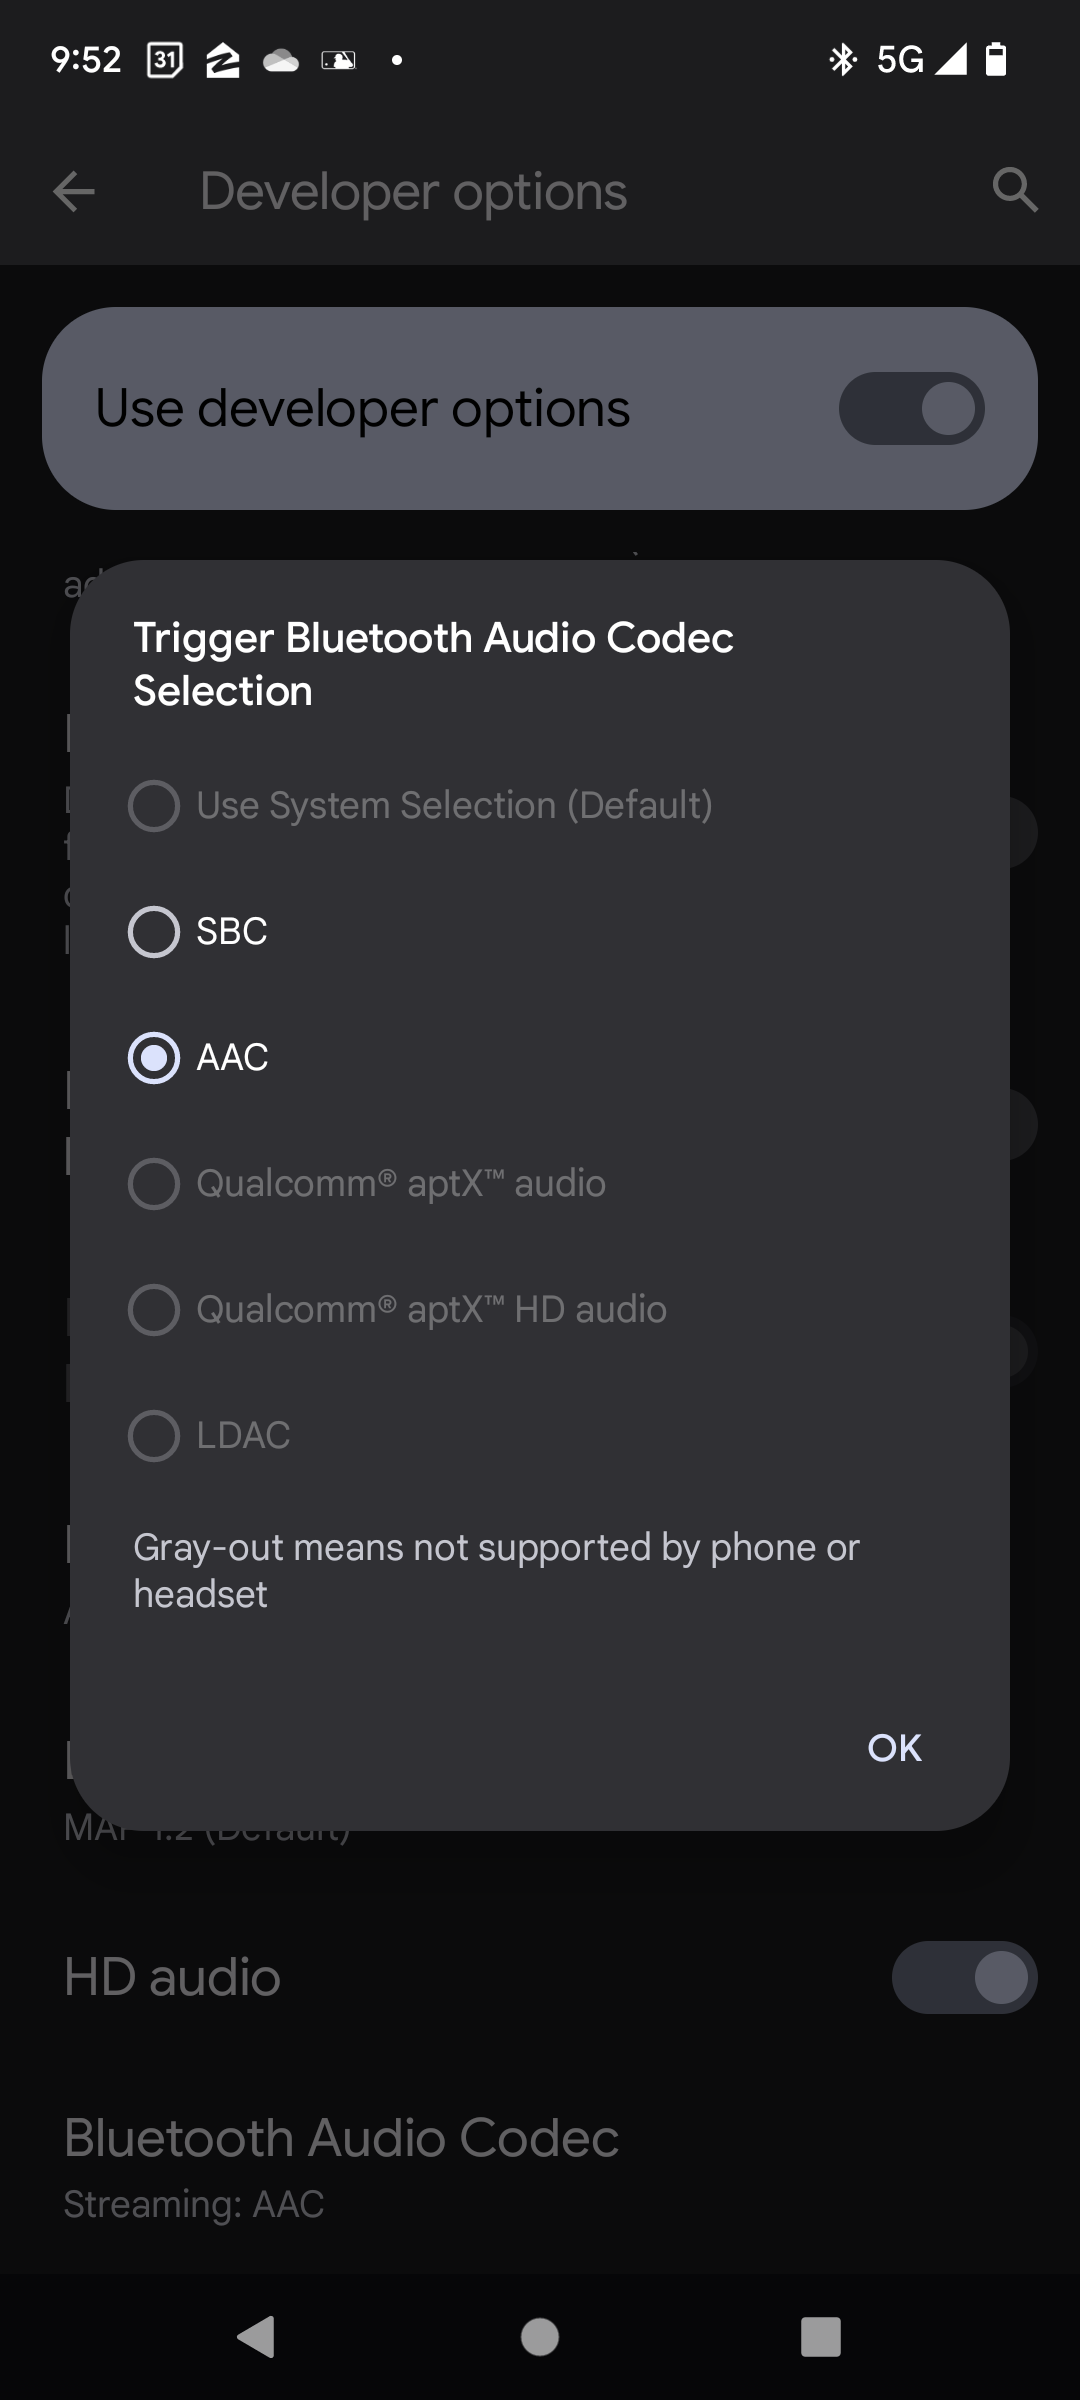 9:52 31 5G
Developer options
Use developer options
Trigger Bluetooth Audio Codec
Selection
Use System Selection (Default)
SBC
AAC
Qualcomm® aptX™ audio
Qualcomm® aptX™ HD audio
LDAC
Gray-out means not supported by phone or
headset
OK
MAP 1.2 (Default)
HD audio
Bluetooth Audio Codec
Streaming: AAC